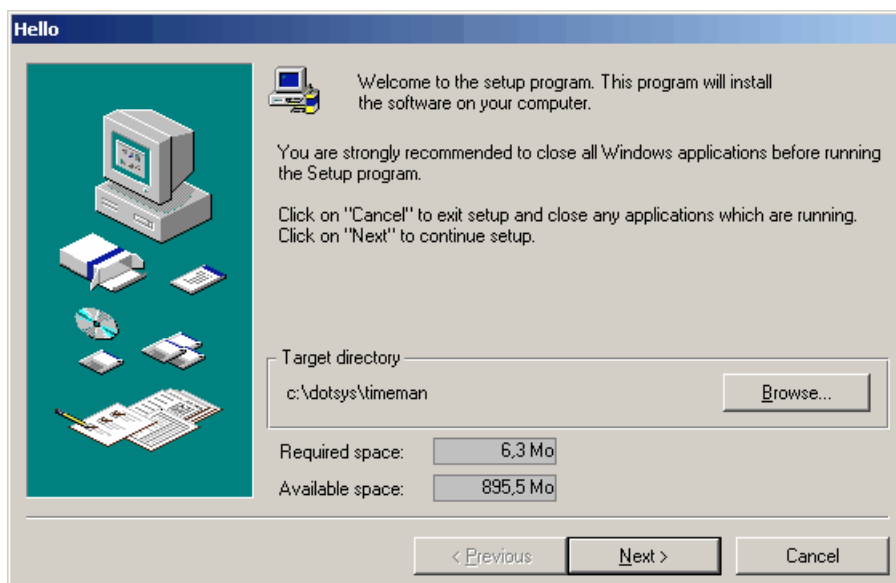 Hello
Welcome to the setup program. This program will install
the software on your computer.
You are strongly recommended to close all Windows applications before running
the Setup program.
Click on "Cancel" to exit setup and close any applications which are running.
Click on "Next" to continue setup.
Target directory
c:\dotsys\timeman
Browse...
Required space: 6,3 Mo
Available space: 895,5 Mo
< Previous Next > Cancel